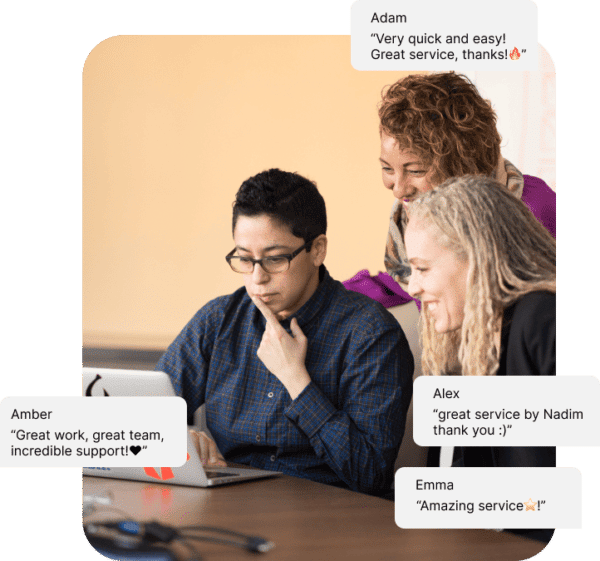 Adam
“Very quick and easy!
Great service, thanks!🔥”
Amber
“Great work, great team,
incredible support!♥”
Alex
“great service by Nadim
thank you :)”
Emma
“Amazing service⭐!”